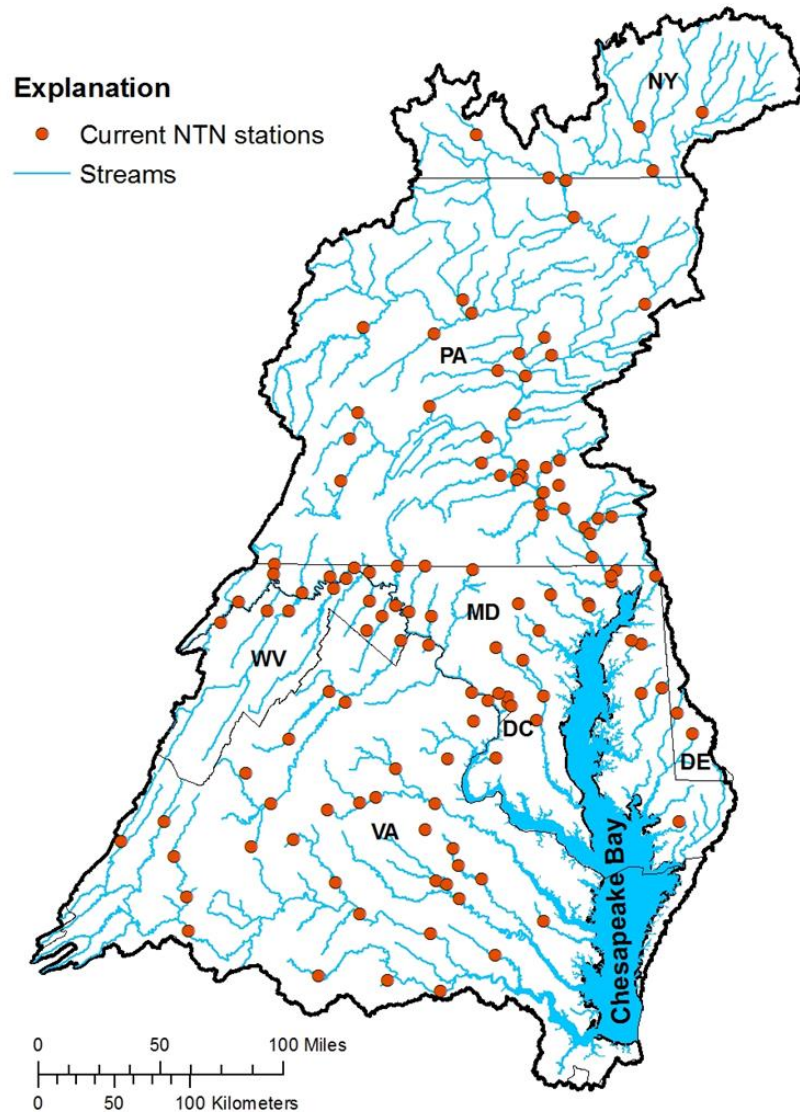 NY
Explanation
Current NTN stations
Streams
PA
MD
WV
DC
DE
VA
Chesapeake Bay
0 50 100 Miles
0 50 100 Kilometers